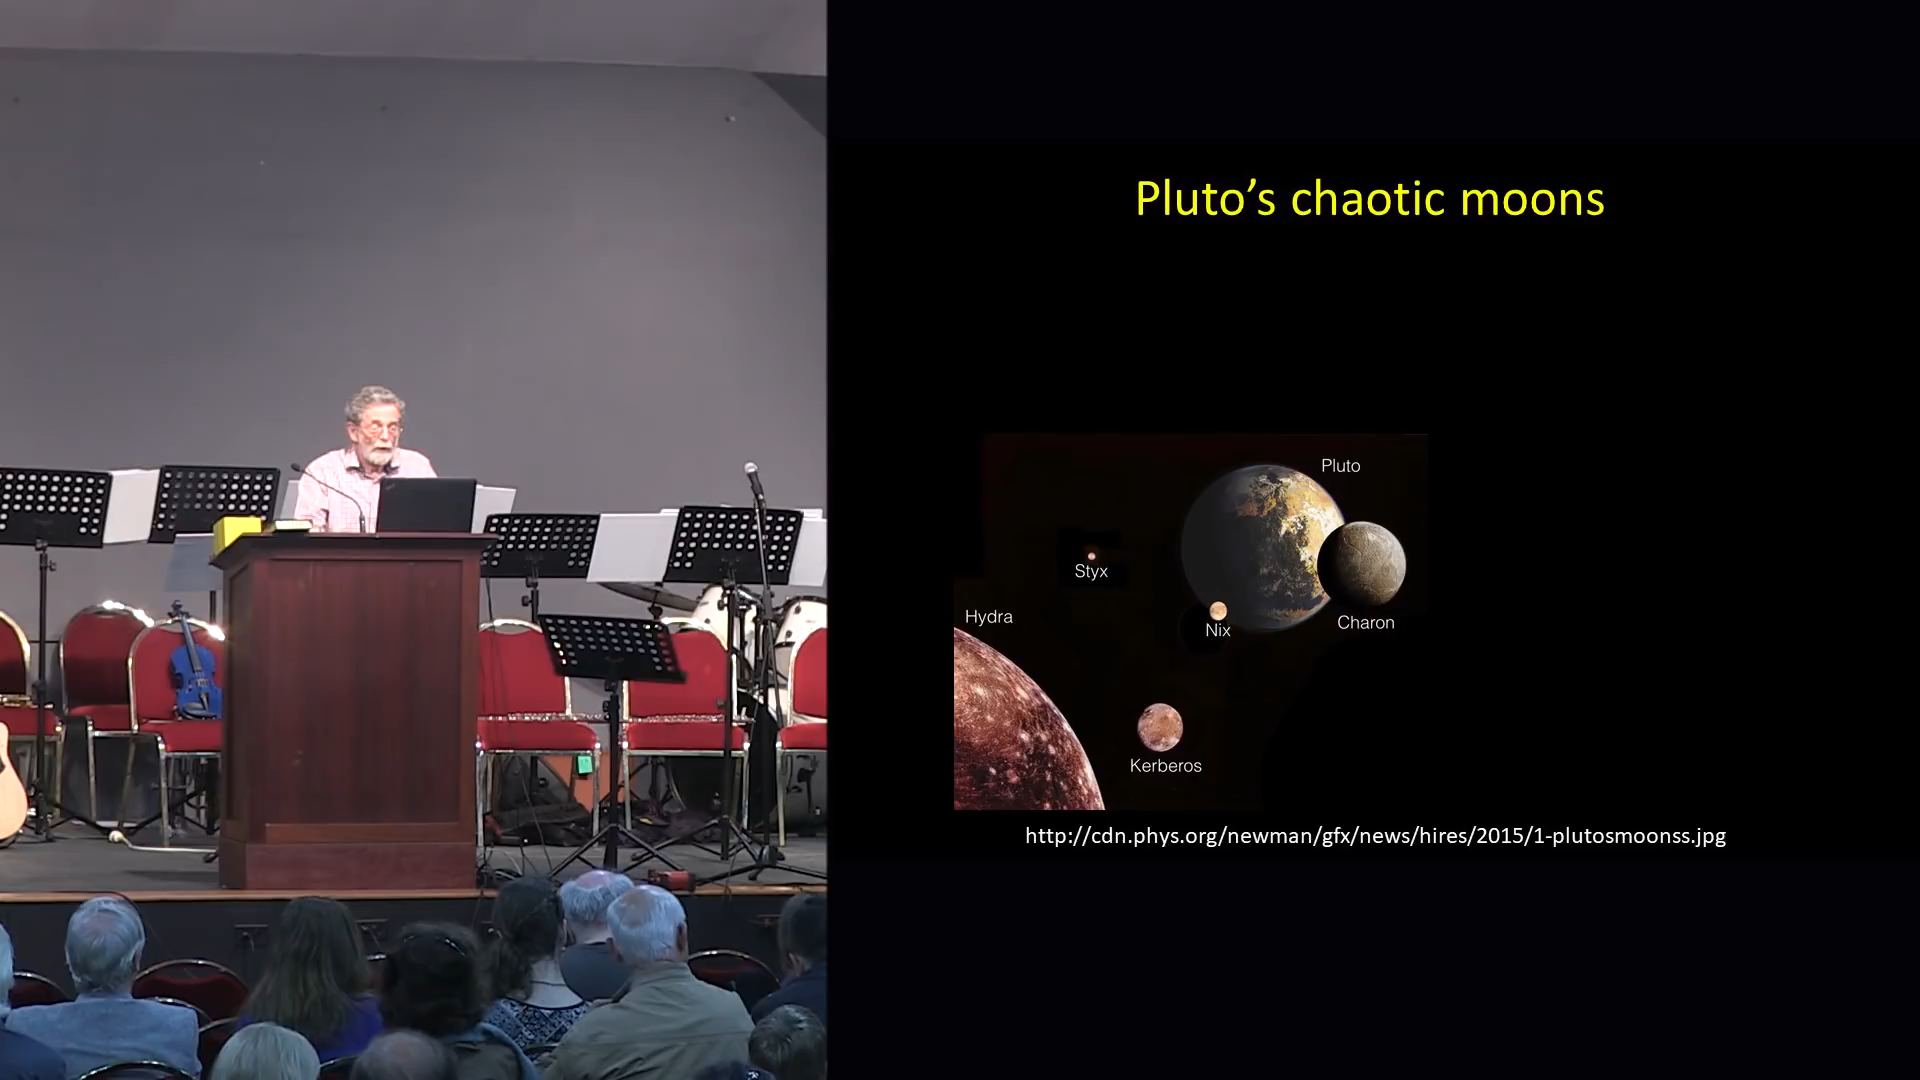 Pluto’s chaotic moons
Pluto
Styx
Hydra
Nix
Charon
Kerberos
http://cdn.phys.org/newman/gfx/news/hires/2015/1-plutosmoonss.jpg